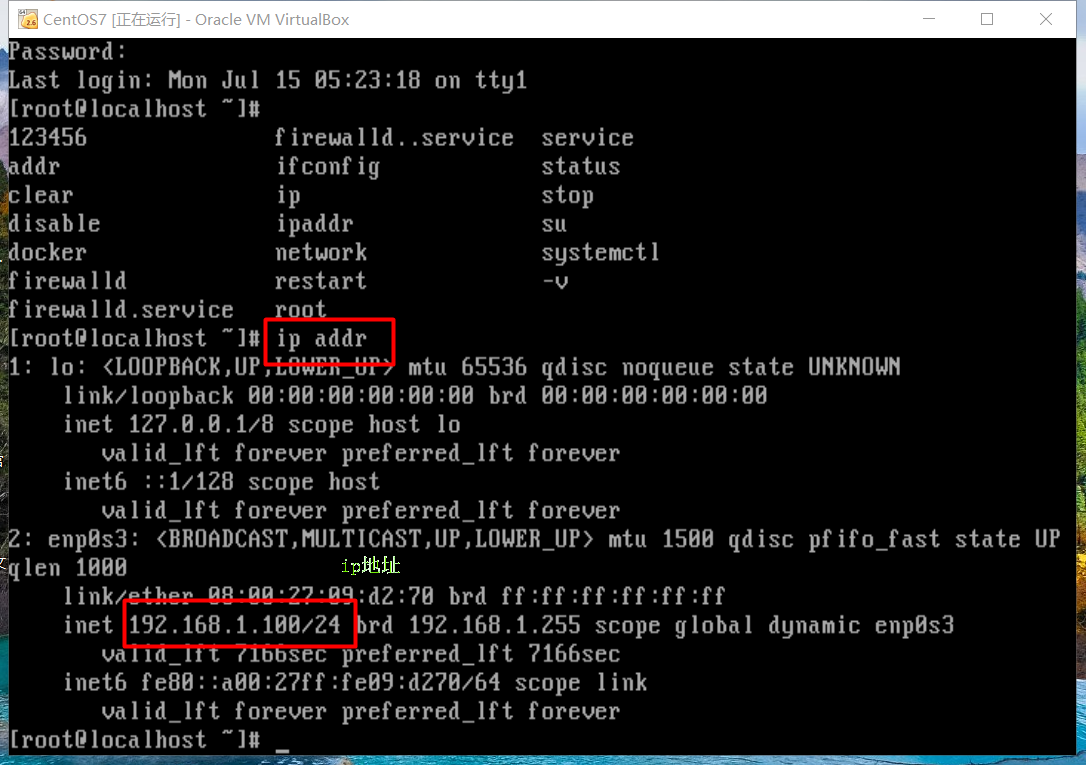 CentOS7 [正在运行] - Oracle VM VirtualBox
Password:
Last login: Mon Jul 15 05:23:18 on tty1
[root@localhost ~]#
123456 firewalld..service service
addr ifconfig status
clear ip stop
disable ipaddr su
docker network systemctl
firewalld restart -v
firewalld.service root
[root@localhost ~]# ip addr
1: lo: <LOOPBACK,UP,LOWER_UP> mtu 65536 qdisc noqueue state UNKNOWN
link/loopback 00:00:00:00:00:00 brd 00:00:00:00:00:00
inet 127.0.0.1/8 scope host lo
valid_lft forever preferred_lft forever
inet6 ::1/128 scope host
valid_lft forever preferred_lft forever
2: enp0s3: <BROADCAST,MULTICAST,UP,LOWER_UP> mtu 1500 qdisc pfifo_fast state UP
qlen 1000
ip地址
link/ether 08:00:27:09:d2:70 brd ff:ff:ff:ff:ff:ff
inet 192.168.1.100/24 brd 192.168.1.255 scope global dynamic enp0s3
valid_lft 7166sec preferred_lft 7166sec
inet6 fe80::a00:27ff:fe09:d270/64 scope link
valid_lft forever preferred_lft forever
[root@localhost ~]# _